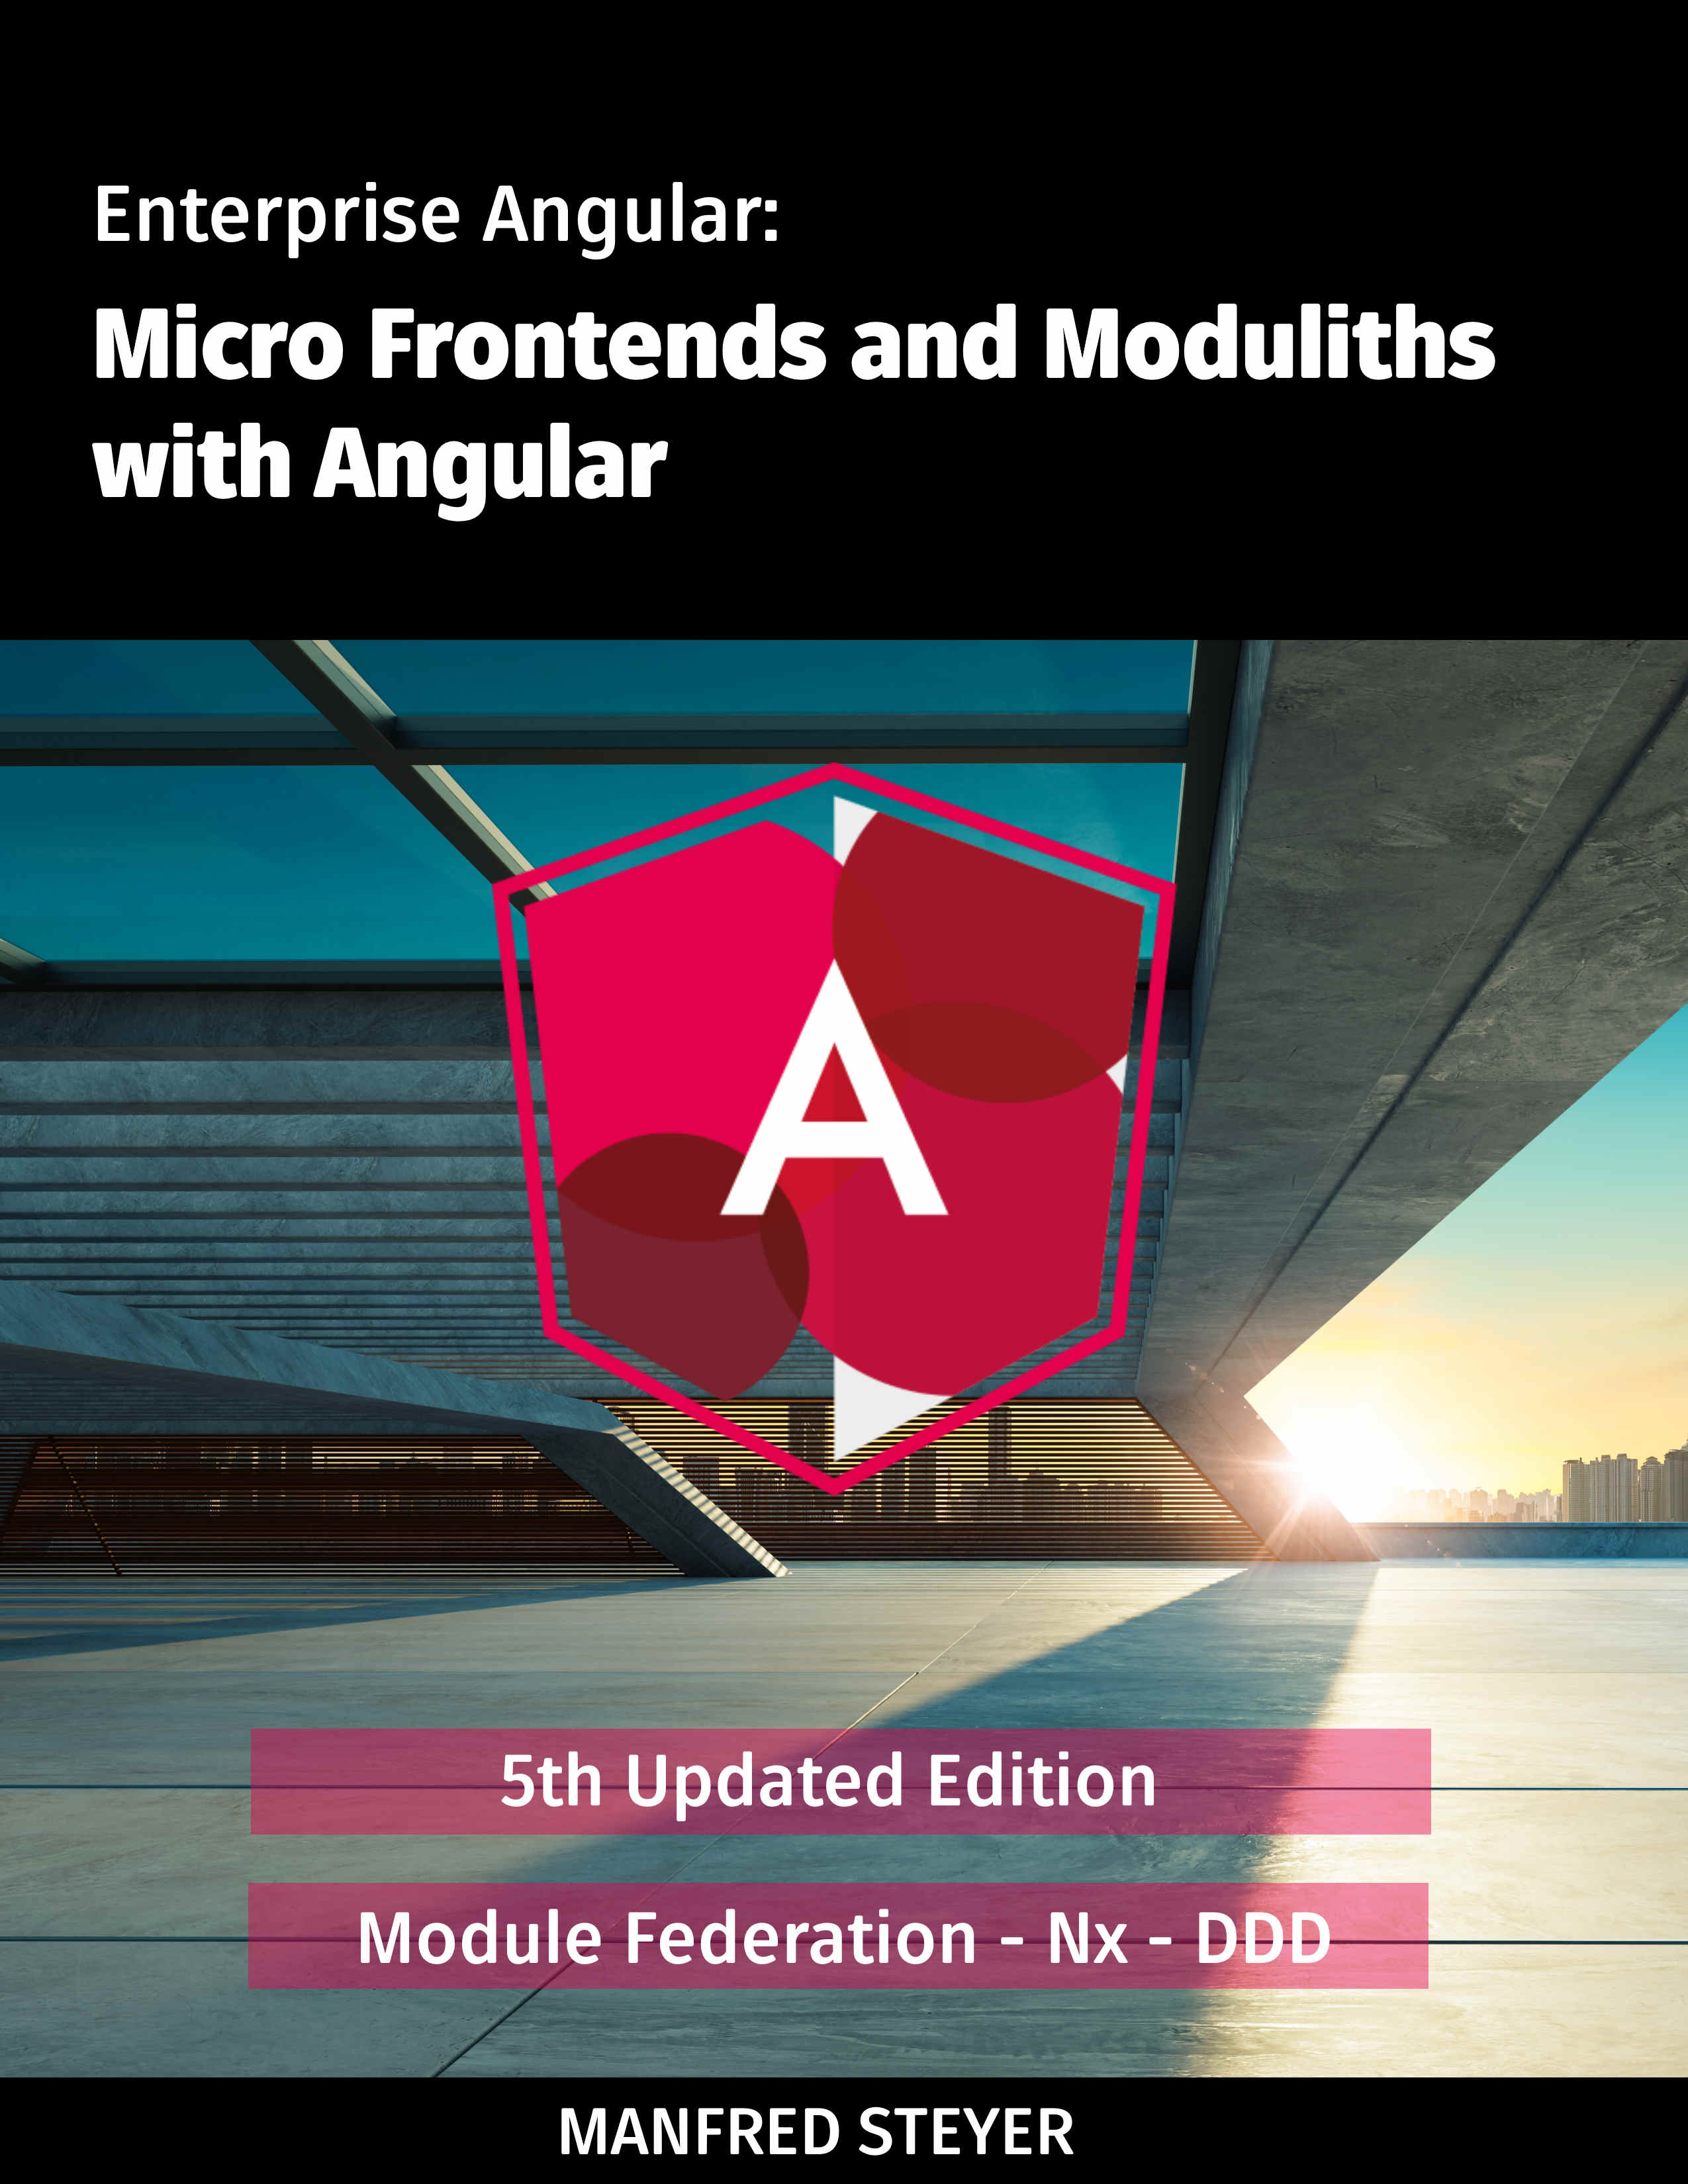 Enterprise Angular:
Micro Frontends and Moduliths
with Angular
A
5th Updated Edition
Module Federation - Nx - DDD
MANFRED STEYER